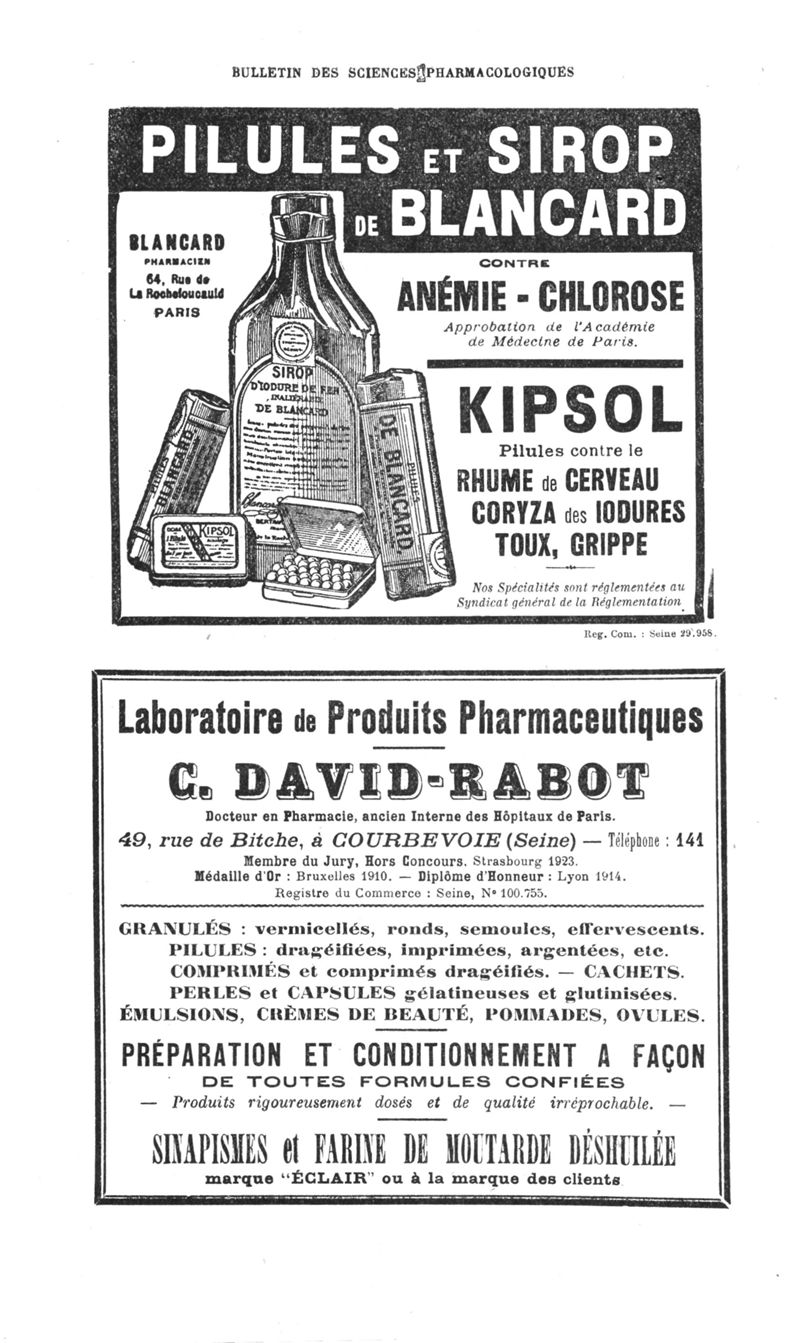 BULLETIN DES SCIENCES PHARMACOLOGIQUES
PILULES ET SIROP
DE BLANCARD
BLANCARD
PHARMACIEN
64, Rue de
La Rochefoucauld
PARIS
CONTRE
ANÉMIE - CHLOROSE
Approbation de l'Académie
de Médecine de Paris.
SIROP
D'IODURE DE FER
INALTÉRABLE
DE BLANCARD
BLANCARD
PILULES
DE BLANCARD
KIPSOL
KIPSOL
Pilules contre le
RHUME de CERVEAU
CORYZA des IODURES
TOUX, GRIPPE
Nos Spécialités sont réglementées au
Syndicat général de la Réglementation
Reg. Com. : Seine 29.958.
Laboratoire de Produits Pharmaceutiques
C. DAVID-RABOT
Docteur en Pharmacie, ancien Interne des Hôpitaux de Paris.
49, rue de Bitche, à COURBEVOIE (Seine) — Téléphone : 141
Membre du Jury, Hors Concours. Strasbourg 1923.
Médaille d'Or : Bruxelles 1910. — Diplôme d'Honneur : Lyon 1914.
Registre du Commerce : Seine, N° 100.755.
GRANULÉS : vermicellés, ronds, semoules, effervescents.
PILULES : dragéifiées, imprimées, argentées, etc.
COMPRIMÉS et comprimés dragéifiés. — CACHETS.
PERLES et CAPSULES gélatineuses et glutinisées.
ÉMULSIONS, CRÈMES DE BEAUTÉ, POMMADES, OVULES.
PRÉPARATION ET CONDITIONNEMENT A FAÇON
DE TOUTES FORMULES CONFIÉES
— Produits rigoureusement dosés et de qualité irréprochable. —
SINAPISMES et FARINE DE MOUTARDE DÉSHUILÉE
marque "ÉCLAIR" ou à la marque des clients